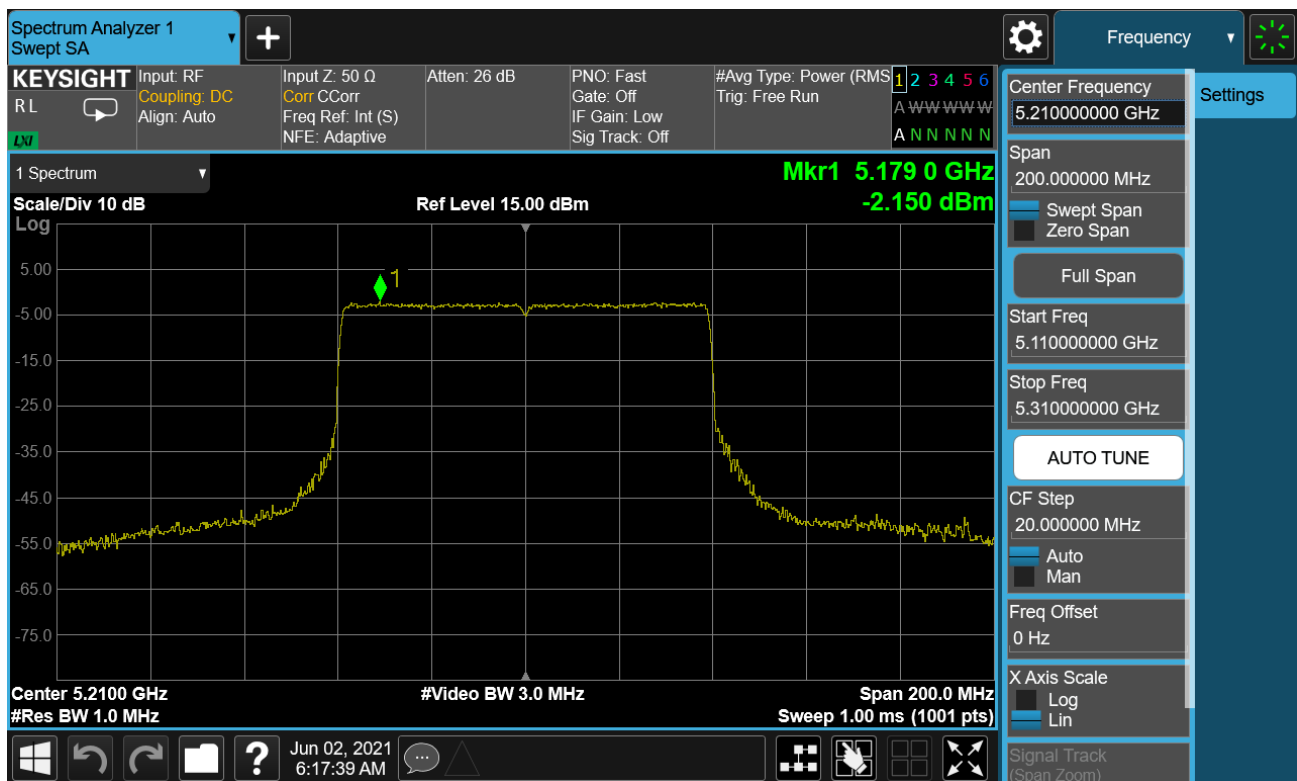 Spectrum Analyzer 1
Swept SA
Frequency
KEYSIGHT
R L
LXI
Input: RF
Coupling: DC
Align: Auto
Input Z: 50 Ω
Corr CCorr
Freq Ref: Int (S)
NFE: Adaptive
Atten: 26 dB
PNO: Fast
Gate: Off
IF Gain: Low
Sig Track: Off
#Avg Type: Power (RMS
Trig: Free Run
1 2 3 4 5 6
A W W W W W
A N N N N N
1 Spectrum
Mkr1 5.179 0 GHz
-2.150 dBm
Scale/Div 10 dB
Ref Level 15.00 dBm
Log
1
5.00
-5.00
-15.0
-25.0
-35.0
-45.0
-55.0
-65.0
-75.0
Center 5.2100 GHz
#Video BW 3.0 MHz
Span 200.0 MHz
#Res BW 1.0 MHz
Sweep 1.00 ms (1001 pts)
?
Jun 02, 2021
6:17:39 AM
Center Frequency
5.210000000 GHz
Settings
Span
200.000000 MHz
Swept Span
Zero Span
Full Span
Start Freq
5.110000000 GHz
Stop Freq
5.310000000 GHz
AUTO TUNE
CF Step
20.000000 MHz
Auto
Man
Freq Offset
0 Hz
X Axis Scale
Log
Lin
Signal Track
(Span Zoom)